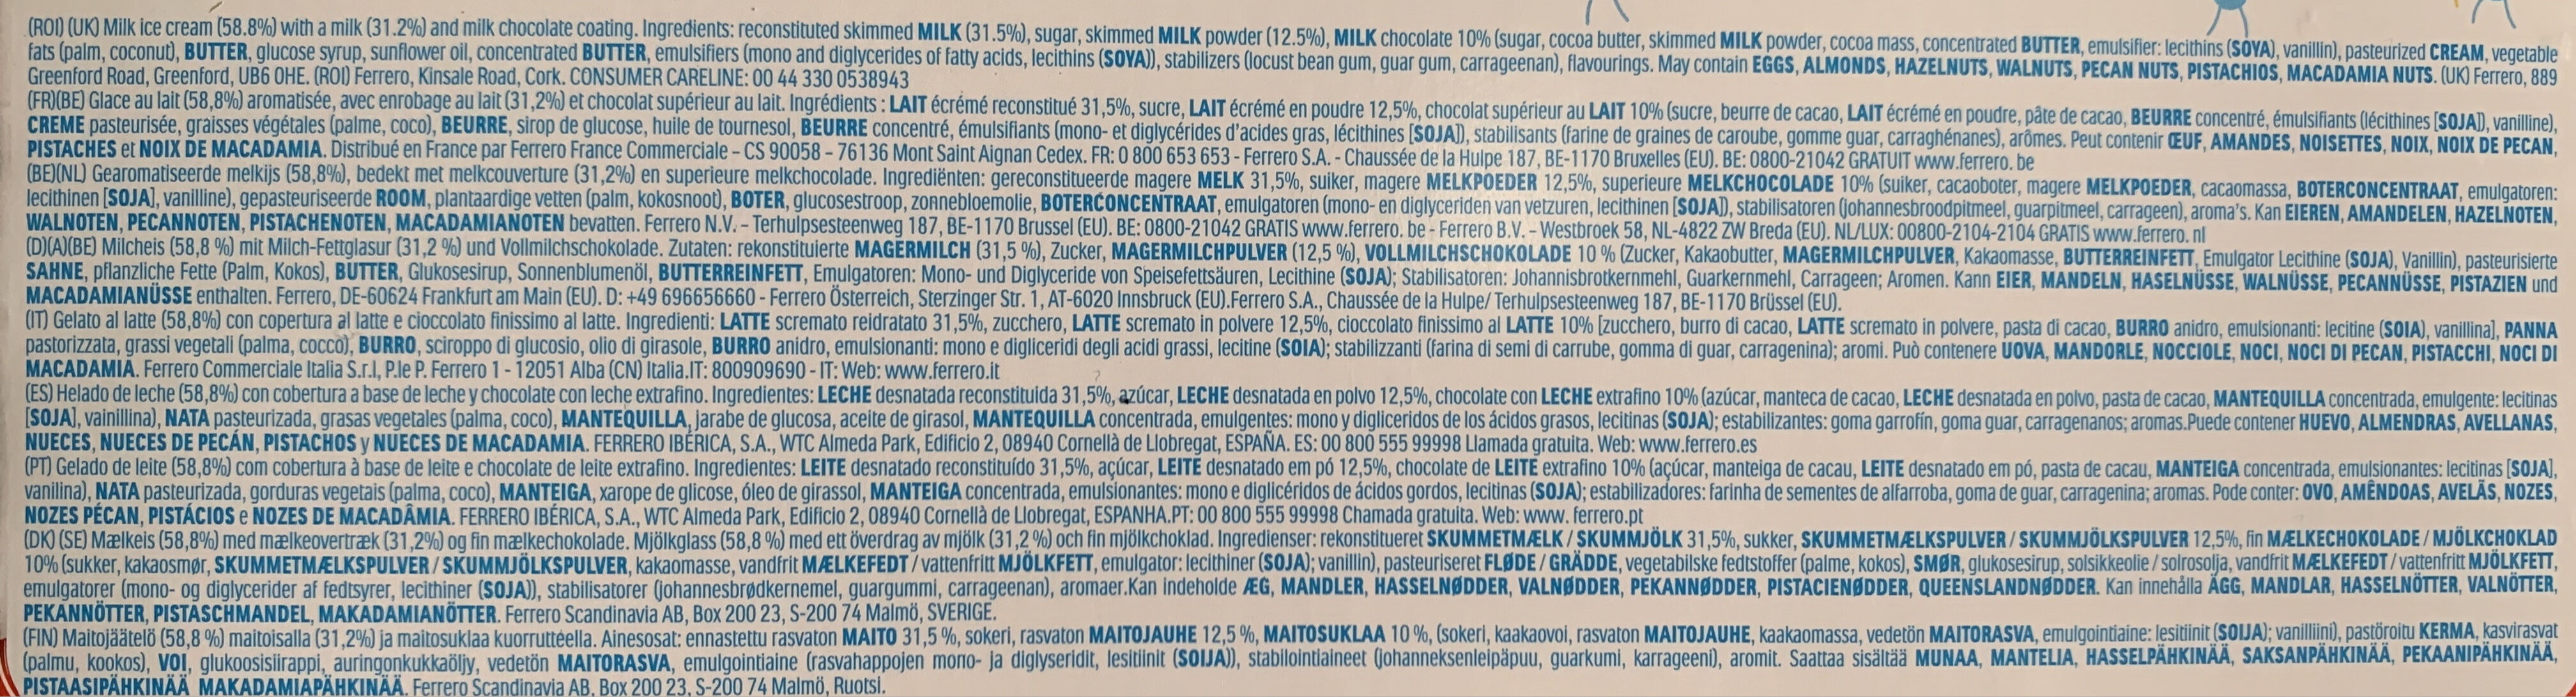 (ROI) (UK) Milk ice cream (58.8%) with a milk (31.2%) and milk chocolate coating. Ingredients: reconstituted skimmed MILK (31.5%), sugar, skimmed MILK powder (12.5%), MILK chocolate 10% (sugar, cocoa butter, skimmed MILK powder, cocoa mass, concentrated BUTTER, emulsifier: lecithins (SOYA), vanillin), pasteurized CREAM, vegetable
fats (palm, coconut), BUTTER, glucose syrup, sunflower oil, concentrated BUTTER, emulsifiers (mono and diglycerides of fatty acids, lecithins (SOYA)), stabilizers (locust bean gum, guar gum, carrageenan), flavourings. May contain EGGS, ALMONDS, HAZELNUTS, WALNUTS, PECAN NUTS, PISTACHIOS, MACADAMIA NUTS. (UK) Ferrero, 889
Greenford Road, Greenford, UB6 0HE. (ROI) Ferrero, Kinsale Road, Cork. CONSUMER CARELINE: 00 44 330 0538943
(FR)(BE) Glace au lait (58,8%) aromatisée, avec enrobage au lait (31,2%) et chocolat supérieur au lait. Ingrédients : LAIT écrémé reconstitué 31,5%, sucre, LAIT écrémé en poudre 12,5%, chocolat supérieur au LAIT 10% (sucre, beurre de cacao, LAIT écrémé en poudre, pâte de cacao, BEURRE concentré, émulsifiants (lécithines [SOJA]), vanilline),
CREME pasteurisée, graisses végétales (palme, coco), BEURRE, sirop de glucose, huile de tournesol, BEURRE concentré, émulsifiants (mono- et diglycérides d'acides gras, lécithines [SOJA]), stabilisants (farine de graines de caroube, gomme guar, carraghénanes), arômes. Peut contenir ŒUF, AMANDES, NOISETTES, NOIX, NOIX DE PECAN,
PISTACHES et NOIX DE MACADAMIA. Distribué en France par Ferrero France Commerciale – CS 90058 – 76136 Mont Saint Aignan Cedex. FR: 0 800 653 653 - Ferrero S.A. - Chaussée de la Hulpe 187, BE-1170 Bruxelles (EU). BE: 0800-21042 GRATUIT www.ferrero. be
(BE)(NL) Gearomatiseerde melkijs (58,8%), bedekt met melkcouverture (31,2%) en superieure melkchocolade. Ingrediënten: gereconstitueerde magere MELK 31,5%, suiker, magere MELKPOEDER 12,5%, superieure MELKCHOCOLADE 10% (suiker, cacaoboter, magere MELKPOEDER, cacaomassa, BOTERCONCENTRAAT, emulgatoren:
lecithinen [SOJA], vanilline), gepasteuriseerde ROOM, plantaardige vetten (palm, kokosnoot), BOTER, glucosestroop, zonnebloemolie, BOTERCONCENTRAAT, emulgatoren (mono- en diglyceriden van vetzuren, lecithinen [SOJA]), stabilisatoren (johannesbroodpitmeel, guarpitmeel, carrageen), aroma's. Kan EIEREN, AMANDELEN, HAZELNOTEN,
WALNOTEN, PECANNOTEN, PISTACHENOTEN, MACADAMIANOTEN bevatten. Ferrero N.V. – Terhulpsesteenweg 187, BE-1170 Brussel (EU). BE: 0800-21042 GRATIS www.ferrero. be - Ferrero B.V. – Westbroek 58, NL-4822 ZW Breda (EU). NL/LUX: 00800-2104-2104 GRATIS www.ferrero. nl
(D)(A)(BE) Milcheis (58,8 %) mit Milch-Fettglasur (31,2 %) und Vollmilchschokolade. Zutaten: rekonstituierte MAGERMILCH (31,5 %), Zucker, MAGERMILCHPULVER (12,5 %), VOLLMILCHSCHOKOLADE 10 % (Zucker, Kakaobutter, MAGERMILCHPULVER, Kakaomasse, BUTTERREINFETT, Emulgator Lecithine (SOJA), Vanillin), pasteurisierte
SAHNE, pflanzliche Fette (Palm, Kokos), BUTTER, Glukosesirup, Sonnenblumenöl, BUTTERREINFETT, Emulgatoren: Mono- und Diglyceride von Speisefettsäuren, Lecithine (SOJA); Stabilisatoren: Johannisbrotkernmehl, Guarkernmehl, Carrageen; Aromen. Kann EIER, MANDELN, HASELNÜSSE, WALNÜSSE, PECANNÜSSE, PISTAZIEN und
MACADAMIANÜSSE enthalten. Ferrero, DE-60624 Frankfurt am Main (EU). D: +49 696656660 - Ferrero Österreich, Sterzinger Str. 1, AT-6020 Innsbruck (EU).Ferrero S.A., Chaussée de la Hulpe/ Terhulpsesteenweg 187, BE-1170 Brüssel (EU).
(IT) Gelato al latte (58,8%) con copertura al latte e cioccolato finissimo al latte. Ingredienti: LATTE scremato reidratato 31,5%, zucchero, LATTE scremato in polvere 12,5%, cioccolato finissimo al LATTE 10% [zucchero, burro di cacao, LATTE scremato in polvere, pasta di cacao, BURRO anidro, emulsionanti: lecitine (SOIA), vanillina], PANNA
pastorizzata, grassi vegetali (palma, cocco), BURRO, sciroppo di glucosio, olio di girasole, BURRO anidro, emulsionanti: mono e digliceridi degli acidi grassi, lecitine (SOIA); stabilizzanti (farina di semi di carrube, gomma di guar, carragenina); aromi. Può contenere UOVA, MANDORLE, NOCCIOLE, NOCI, NOCI DI PECAN, PISTACCHI, NOCI DI
MACADAMIA. Ferrero Commerciale Italia S.r.l, P.le P. Ferrero 1 - 12051 Alba (CN) Italia.IT: 800909690 - IT: Web: www.ferrero.it
(ES) Helado de leche (58,8%) con cobertura a base de leche y chocolate con leche extrafino. Ingredientes: LECHE desnatada reconstituida 31,5%, azúcar, LECHE desnatada en polvo 12,5%, chocolate con LECHE extrafino 10% (azúcar, manteca de cacao, LECHE desnatada en polvo, pasta de cacao, MANTEQUILLA concentrada, emulgente: lecitinas
[SOJA], vainillina), NATA pasteurizada, grasas vegetales (palma, coco), MANTEQUILLA, jarabe de glucosa, aceite de girasol, MANTEQUILLA concentrada, emulgentes: mono y digliceridos de los ácidos grasos, lecitinas (SOJA); estabilizantes: goma garrofín, goma guar, carragenanos; aromas.Puede contener HUEVO, ALMENDRAS, AVELLANAS,
NUECES, NUECES DE PECÁN, PISTACHOS y NUECES DE MACADAMIA. FERRERO IBÉRICA, S.A., WTC Almeda Park, Edificio 2, 08940 Cornellà de Llobregat, ESPAÑA. ES: 00 800 555 99998 Llamada gratuita. Web: www.ferrero.es
(PT) Gelado de leite (58,8%) com cobertura à base de leite e chocolate de leite extrafino. Ingredientes: LEITE desnatado reconstituído 31,5%, açúcar, LEITE desnatado em pó 12,5%, chocolate de LEITE extrafino 10% (açúcar, manteiga de cacau, LEITE desnatado em pó, pasta de cacau, MANTEIGA concentrada, emulsionantes: lecitinas [SOJA],
vanilina), NATA pasteurizada, gorduras vegetais (palma, coco), MANTEIGA, xarope de glicose, óleo de girassol, MANTEIGA concentrada, emulsionantes: mono e diglicéridos de ácidos gordos, lecitinas (SOJA); estabilizadores: farinha de sementes de alfarroba, goma de guar, carragenina; aromas. Pode conter: OVO, AMÊNDOAS, AVELÃS, NOZES,
NOZES PÉCAN, PISTÁCIOS e NOZES DE MACADÂMIA. FERRERO IBÉRICA, S.A., WTC Almeda Park, Edificio 2, 08940 Cornellà de Llobregat, ESPANHA.PT: 00 800 555 99998 Chamada gratuita. Web: www. ferrero.pt
(DK) (SE) Mælkeis (58,8%) med mælkeovertræk (31,2%) og fin mælkechokolade. Mjölkglass (58,8 %) med ett överdrag av mjölk (31,2 %) och fin mjölkchoklad. Ingredienser: rekonstitueret SKUMMETMÆLK / SKUMMJÖLK 31,5%, sukker, SKUMMETMÆLKSPULVER / SKUMMJÖLKSPULVER 12,5%, fin MÆLKECHOKOLADE / MJÖLKCHOKLAD
10% (sukker, kakaosmør, SKUMMETMÆLKSPULVER / SKUMMJÖLKSPULVER, kakaomasse, vandfrit MÆLKEFEDT / vattenfritt MJÖLKFETT, emulgator: lecithiner (SOJA); vanillin), pasteuriseret FLØDE / GRÄDDE, vegetabilske fedtstoffer (palme, kokos), SMØR, glukosesirup, solsikkeolie / solrosolja, vandfrit MÆLKEFEDT / vattenfritt MJÖLKFETT,
emulgatorer (mono- og diglycerider af fedtsyrer, lecithiner (SOJA)), stabilisatorer (johannesbrødkernemel, guargummi, carrageenan), aromaer.Kan indeholde ÆG, MANDLER, HASSELNØDDER, VALNØDDER, PEKANNØDDER, PISTACIENØDDER, QUEENSLANDNØDDER. Kan innehålla ÄGG, MANDLAR, HASSELNÖTTER, VALNÖTTER,
PEKANNÖTTER, PISTASCHMANDEL, MAKADAMIANÖTTER. Ferrero Scandinavia AB, Box 200 23, S-200 74 Malmö, SVERIGE.
(FIN) Maitojäätelö (58,8 %) maitoisalla (31,2%) ja maitosuklaa kuorrutteella. Ainesosat: ennastettu rasvaton MAITO 31,5 %, sokeri, rasvaton MAITOJAUHE 12,5 %, MAITOSUKLAA 10 %, (sokeri, kaakaovoi, rasvaton MAITOJAUHE, kaakaomassa, vedetön MAITORASVA, emulgointiaine: lesitiinit (SOIJA); vanilliini), pastöroitu KERMA, kasvirasvat
(palmu, kookos), VOI, glukoosisiirappi, auringonkukkaöljy, vedetön MAITORASVA, emulgointiaine (rasvahappojen mono- ja diglyseridit, lesitiinit (SOIJA)), stabilointiaineet (Johanneksenleipäpuu, guarkumi, karrageeni), aromit. Saattaa sisältää MUNAA, MANTELIA, HASSELPÄHKINÄÄ, SAKSANPÄHKINÄÄ, PEKAANIPÄHKINÄÄ,
PISTAASIPÄHKINÄÄ MAKADAMIAPÄHKINÄÄ. Ferrero Scandinavia AB, Box 200 23, S-200 74 Malmö, Ruotsi.